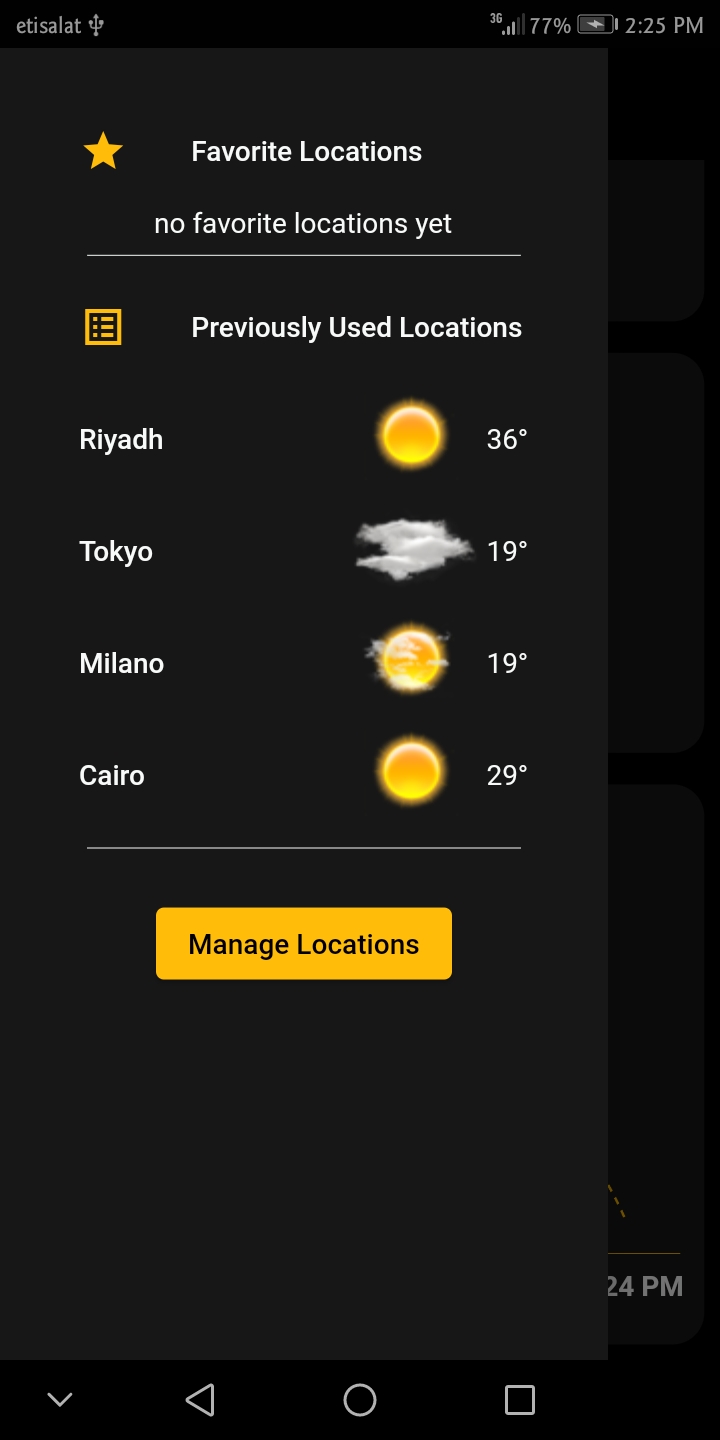 etisalat 3G 77% 2:25 PM
Favorite Locations
no favorite locations yet
Previously Used Locations
Riyadh 36°
Tokyo 19°
Milano 19°
Cairo 29°
Manage Locations
24 PM